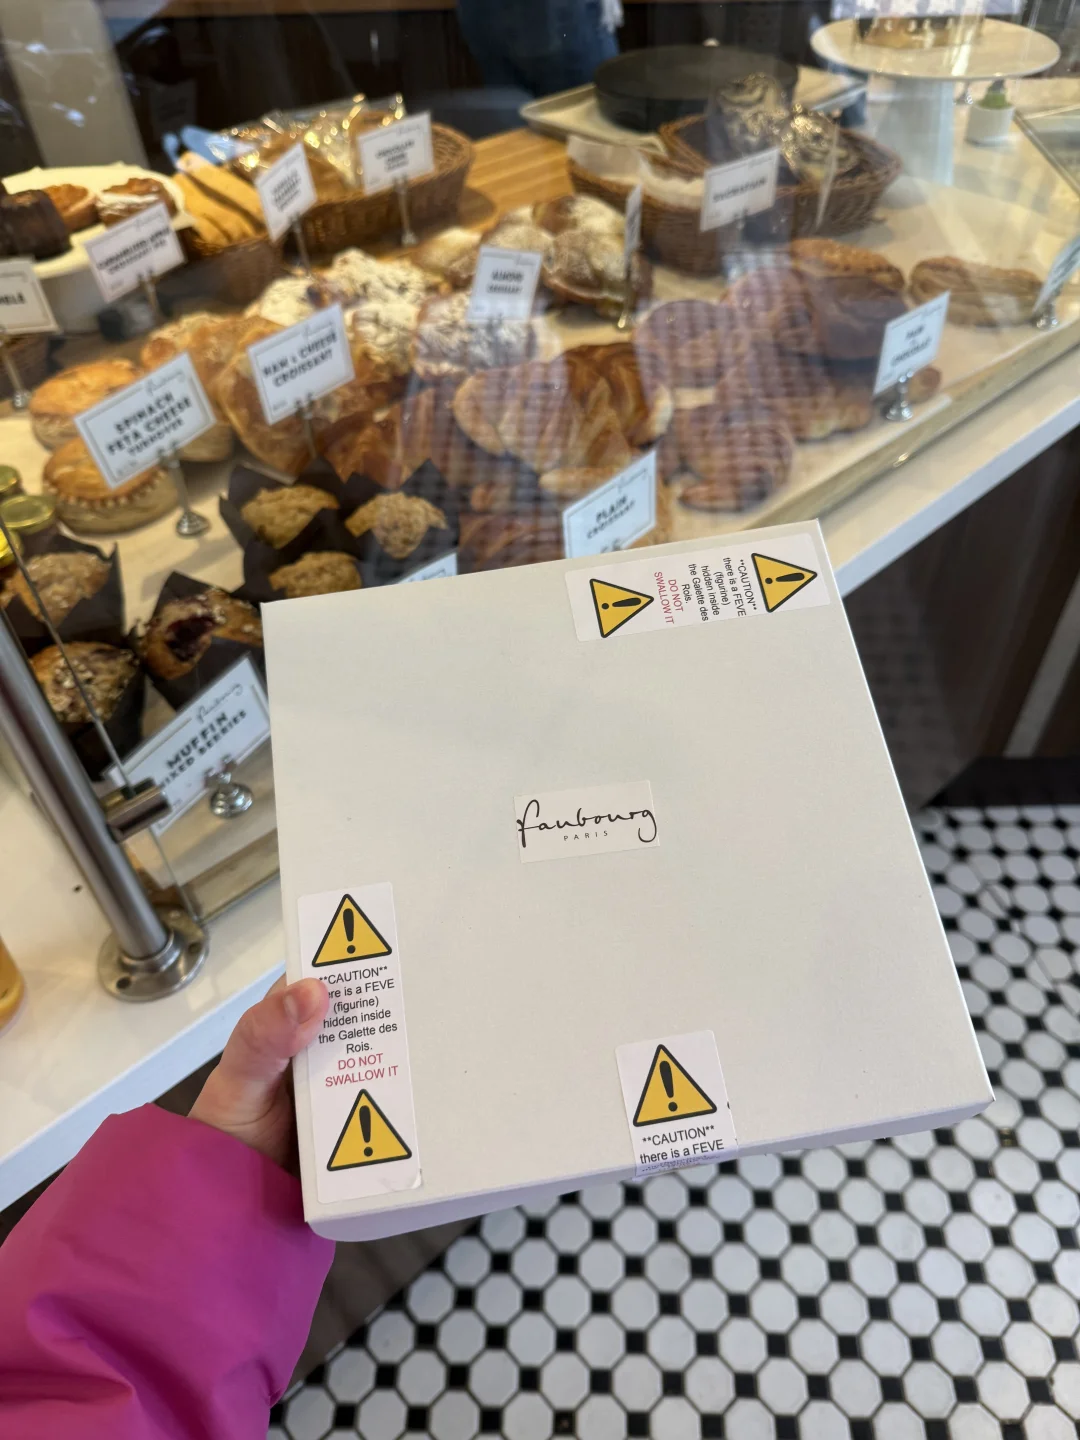 SPINACH
FETA CHEESE
TURNOVER
HAM & CHEESE
CROISSANT
PLAIN
CROISSANT
faubourg
MUFFIN
MIXED BERRIES
**CAUTION**
there is a FEVE
(figurine)
hidden inside
the Galette des
Rois.
DO NOT
SWALLOW IT
faubourg
PARIS
**CAUTION**
ere is a FEVE
(figurine)
hidden inside
the Galette des
Rois.
DO NOT
SWALLOW IT
**CAUTION**
there is a FEVE